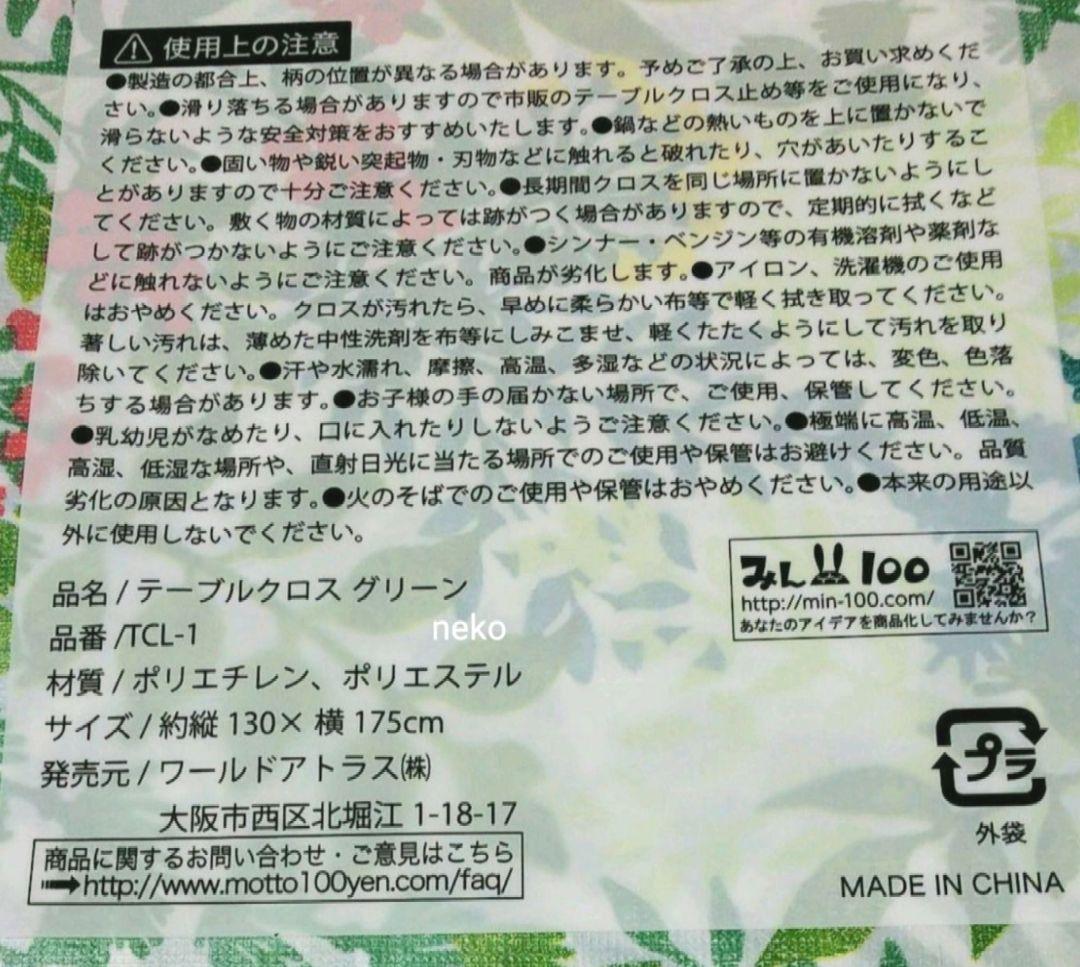 ⚠ 使用上の注意
●製造の都合上、柄の位置が異なる場合があります。予めご了承の上、お買い求めくだ
さい。●滑り落ちる場合がありますので市販のテーブルクロス止め等をご使用になり、
滑らないような安全対策をおすすめいたします。●鍋などの熱いものを上に置かないで
ください。●固い物や鋭い突起物・刃物などに触れると破れたり、穴があいたりするこ
とがありますので十分ご注意ください。●長期間クロスを同じ場所に置かないようにし
てください。敷く物の材質によっては跡がつく場合がありますので、定期的に拭くなど
して跡がつかないようにご注意ください。●シンナー・ベンジン等の有機溶剤や薬剤な
どに触れないようにご注意ください。商品が劣化します。●アイロン、洗濯機のご使用
はおやめください。クロスが汚れたら、早めに柔らかい布等で軽く拭き取ってください。
著しい汚れは、薄めた中性洗剤を布等にしみこませ、軽くたたくようにして汚れを取り
除いてください。●汗や水濡れ、摩擦、高温、多湿などの状況によっては、変色、色落
ちする場合があります。●お子様の手の届かない場所で、ご使用、保管してください。
●乳幼児がなめたり、口に入れたりしないようご注意ください。●極端に高温、低温、
高湿、低湿な場所や、直射日光に当たる場所でのご使用や保管はお避けください。品質
劣化の原因となります。●火のそばでのご使用や保管はおやめください。●本来の用途以
外に使用しないでください。
品名/テーブルクロス グリーン
品番/TCL-1
neko
材質/ポリエチレン、ポリエステル
サイズ/約縦 130× 横 175cm
発売元/ワールドアトラス㈱
大阪市西区北堀江 1-18-17
商品に関するお問い合わせ・ご意見はこちら
➡http://www.motto100yen.com/faq/
みん100
http://min-100.com/
あなたのアイデアを商品化してみませんか?
プラ
外袋
MADE IN CHINA